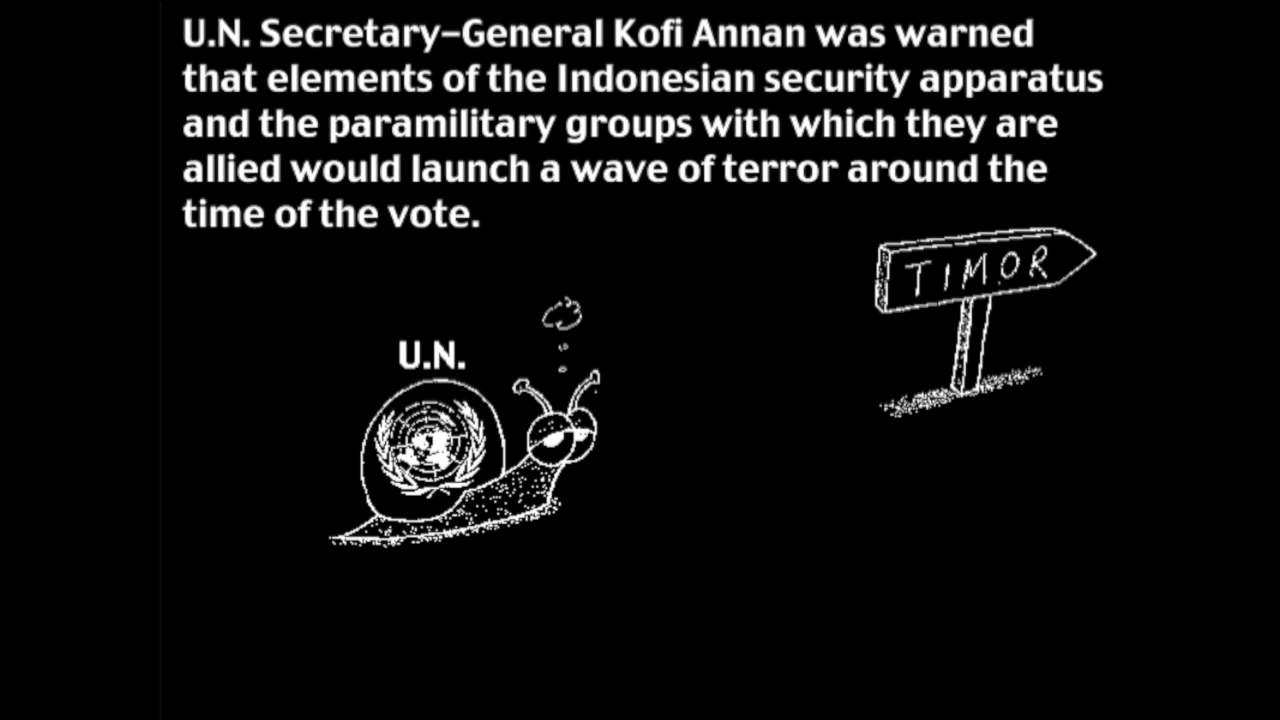 U.N. Secretary–General Kofi Annan was warned
that elements of the Indonesian security apparatus
and the paramilitary groups with which they are
allied would launch a wave of terror around the
time of the vote.
TIMOR
U.N.